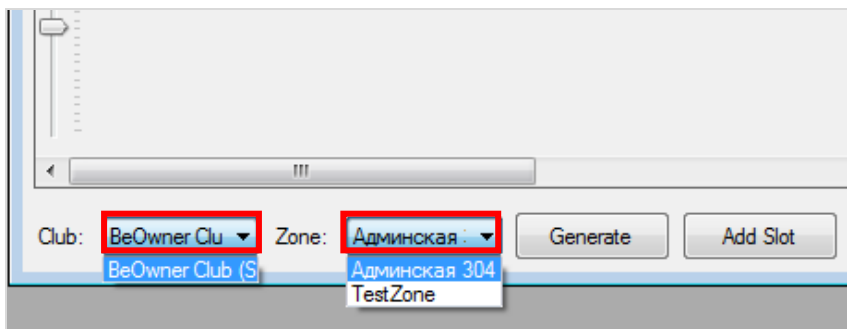 Club: BeOwner Clu Zone: Админская Generate Add Slot
BeOwner Club (S Админская 304
TestZone